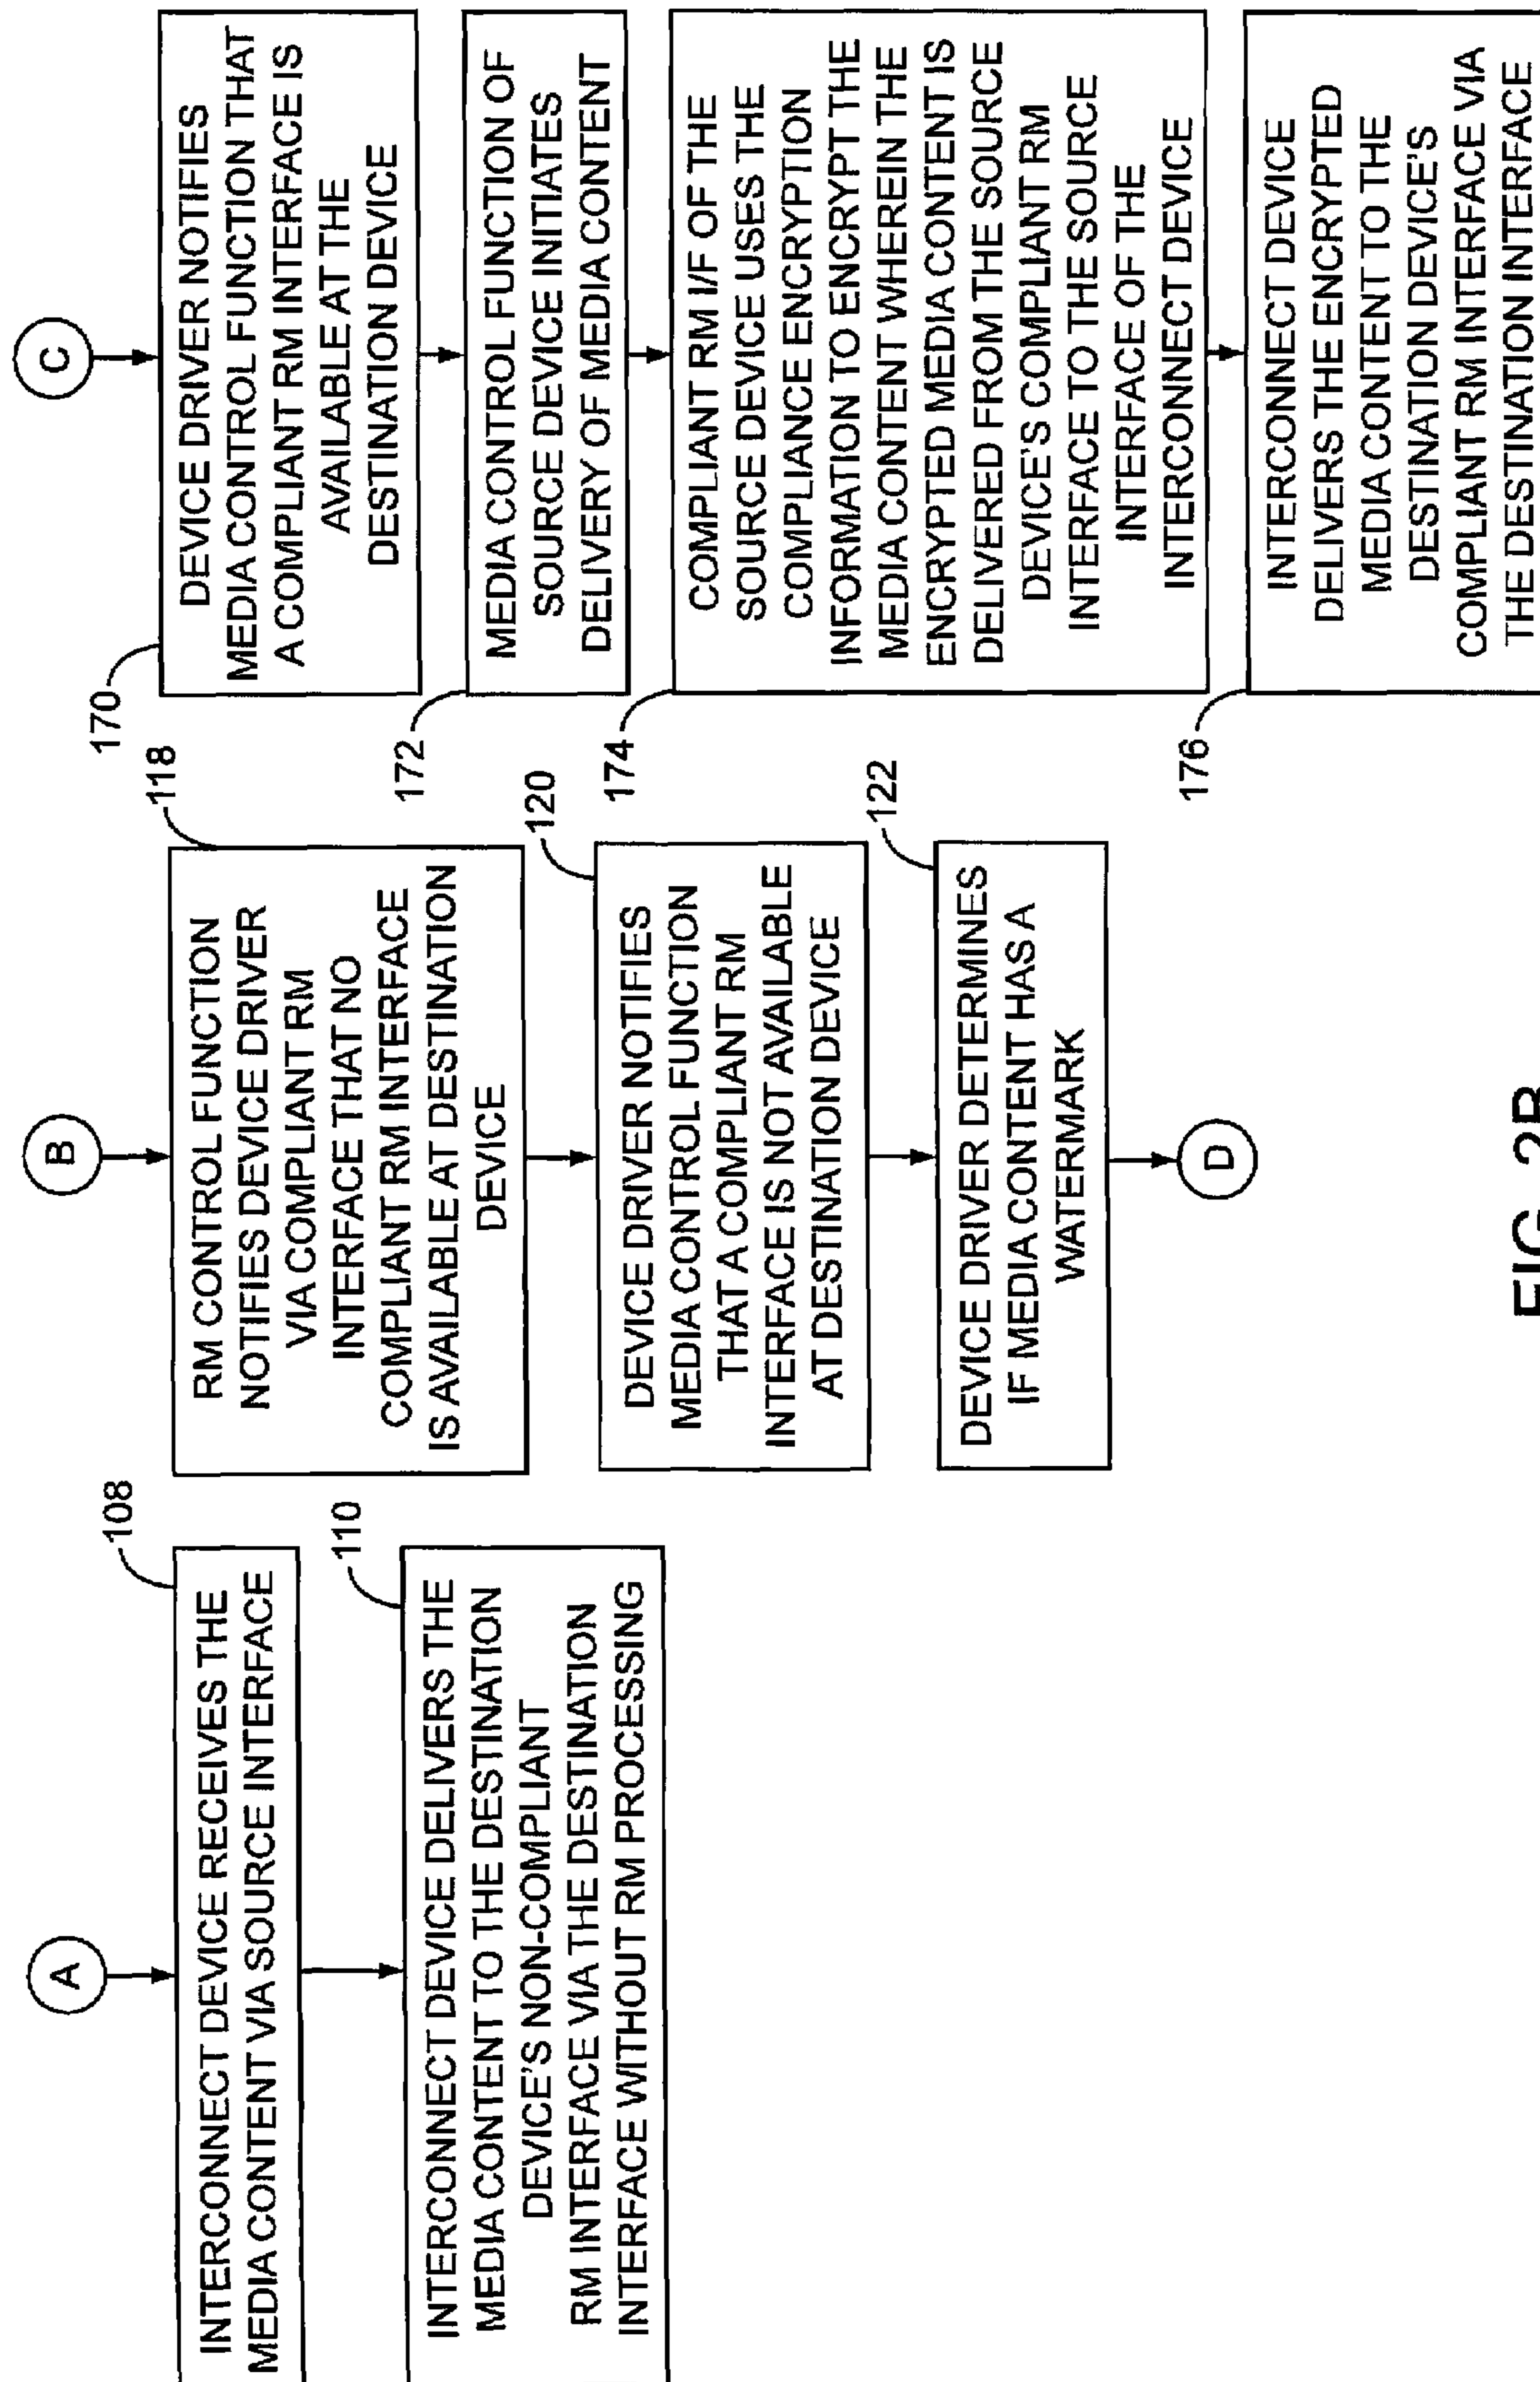 A
108
INTERCONNECT DEVICE RECEIVES THE
MEDIA CONTENT VIA SOURCE INTERFACE
110
INTERCONNECT DEVICE DELIVERS THE
MEDIA CONTENT TO THE DESTINATION
DEVICE'S NON-COMPLIANT
RM INTERFACE VIA THE DESTINATION
INTERFACE WITHOUT RM PROCESSING
B
118
RM CONTROL FUNCTION
NOTIFIES DEVICE DRIVER
VIA COMPLIANT RM
INTERFACE THAT NO
COMPLIANT RM INTERFACE
IS AVAILABLE AT DESTINATION
DEVICE
120
DEVICE DRIVER NOTIFIES
MEDIA CONTROL FUNCTION
THAT A COMPLIANT RM
INTERFACE IS NOT AVAILABLE
AT DESTINATION DEVICE
122
DEVICE DRIVER DETERMINES
IF MEDIA CONTENT HAS A
WATERMARK
D
C
170
DEVICE DRIVER NOTIFIES
MEDIA CONTROL FUNCTION THAT
A COMPLIANT RM INTERFACE IS
AVAILABLE AT THE
DESTINATION DEVICE
172
MEDIA CONTROL FUNCTION OF
SOURCE DEVICE INITIATES
DELIVERY OF MEDIA CONTENT
174
COMPLIANT RM I/F OF THE
SOURCE DEVICE USES THE
COMPLIANCE ENCRYPTION
INFORMATION TO ENCRYPT THE
MEDIA CONTENT WHEREIN THE
ENCRYPTED MEDIA CONTENT IS
DELIVERED FROM THE SOURCE
DEVICE'S COMPLIANT RM
INTERFACE TO THE SOURCE
INTERFACE OF THE
INTERCONNECT DEVICE
176
INTERCONNECT DEVICE
DELIVERS THE ENCRYPTED
MEDIA CONTENT TO THE
DESTINATION DEVICE'S
COMPLIANT RM INTERFACE VIA
THE DESTINATION INTERFACE
FIG. 2B